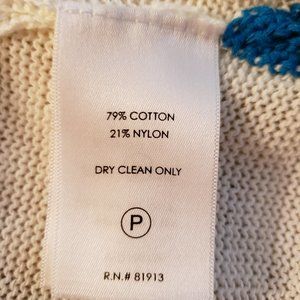 79% COTTON
21% NYLON
DRY CLEAN ONLY
P
R.N.# 81913